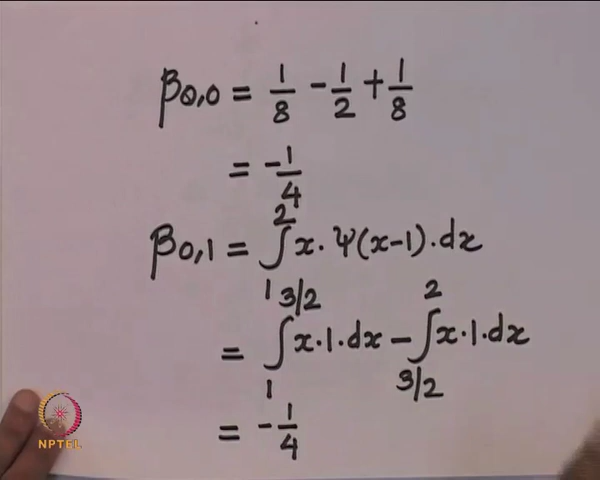 β0,0 = 1/8 - 1/2 + 1/8
= -1/4
β0,1 = ∫₁² x · ψ(x-1) · dx
= ∫₁^{3/2} x · 1 · dx - ∫_{3/2}^{2} x · 1 · dx
= -1/4
NPTEL